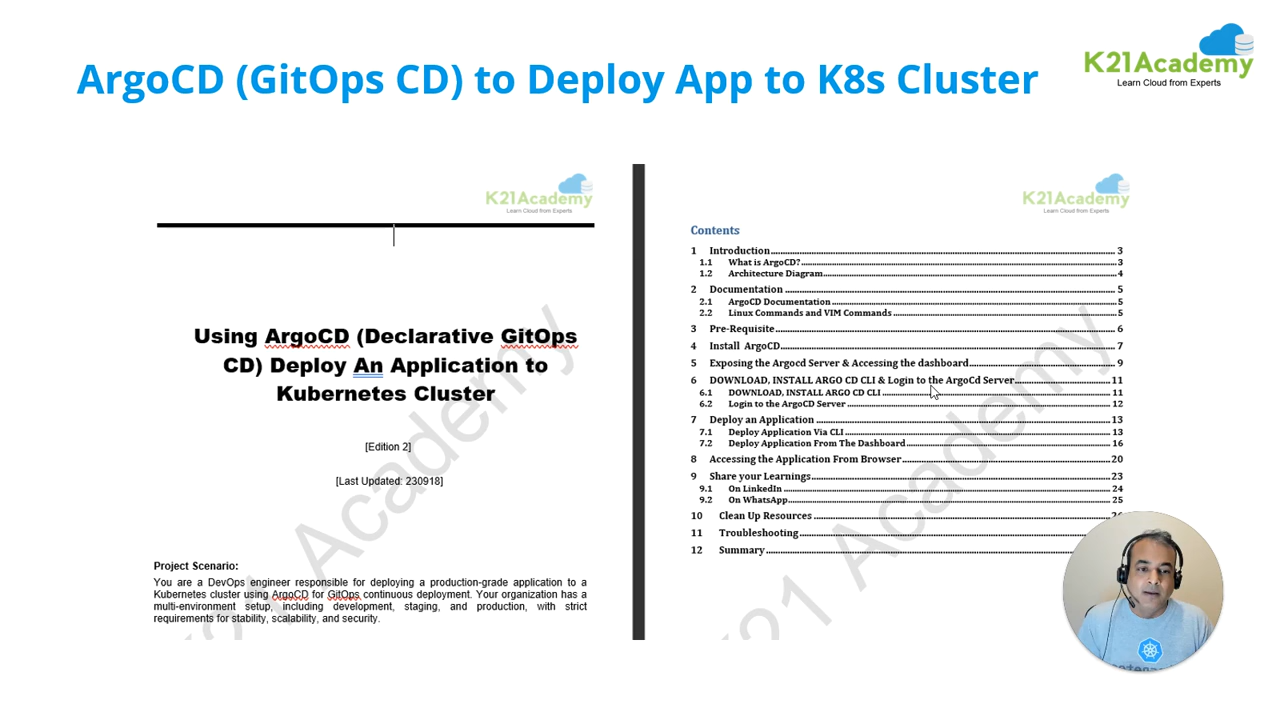 ArgoCD (GitOps CD) to Deploy App to K8s Cluster
K21Academy
Learn Cloud from Experts
K21Academy
Learn Cloud from Experts
Using ArgoCD (Declarative GitOps
CD) Deploy An Application to
Kubernetes Cluster
[Edition 2]
[Last Updated: 230918]
Project Scenario:
You are a DevOps engineer responsible for deploying a production-grade application to a
Kubernetes cluster using ArgoCD for GitOps continuous deployment. Your organization has a
multi-environment setup, including development, staging, and production, with strict
requirements for stability, scalability, and security.
K21 Academy
K21Academy
Learn Cloud from Experts
Contents
1 Introduction 3
1.1 What is ArgoCD? 3
1.2 Architecture Diagram 4
2 Documentation 5
2.1 ArgoCD Documentation 5
2.2 Linux Commands and VIM Commands 5
3 Pre-Requisite 6
4 Install ArgoCD 7
5 Exposing the Argocd Server & Accessing the dashboard 9
6 DOWNLOAD, INSTALL ARGO CD CLI & Login to the ArgoCd Server 11
6.1 DOWNLOAD, INSTALL ARGO CD CLI 11
6.2 Login to the ArgoCD Server 12
7 Deploy an Application 13
7.1 Deploy Application Via CLI 13
7.2 Deploy Application From The Dashboard 16
8 Accessing the Application From Browser 20
9 Share your Learnings 23
9.1 On LinkedIn 24
9.2 On WhatsApp 25
10 Clean Up Resources
11 Troubleshooting
12 Summary
K21 Academy